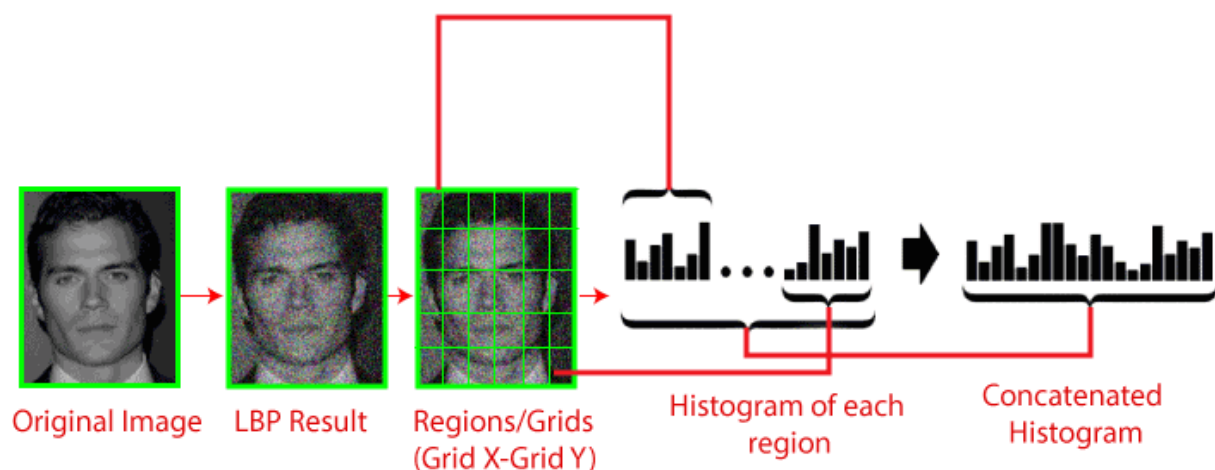 Original Image
LBP Result
Regions/Grids
(Grid X-Grid Y)
Histogram of each
region
Concatenated
Histogram